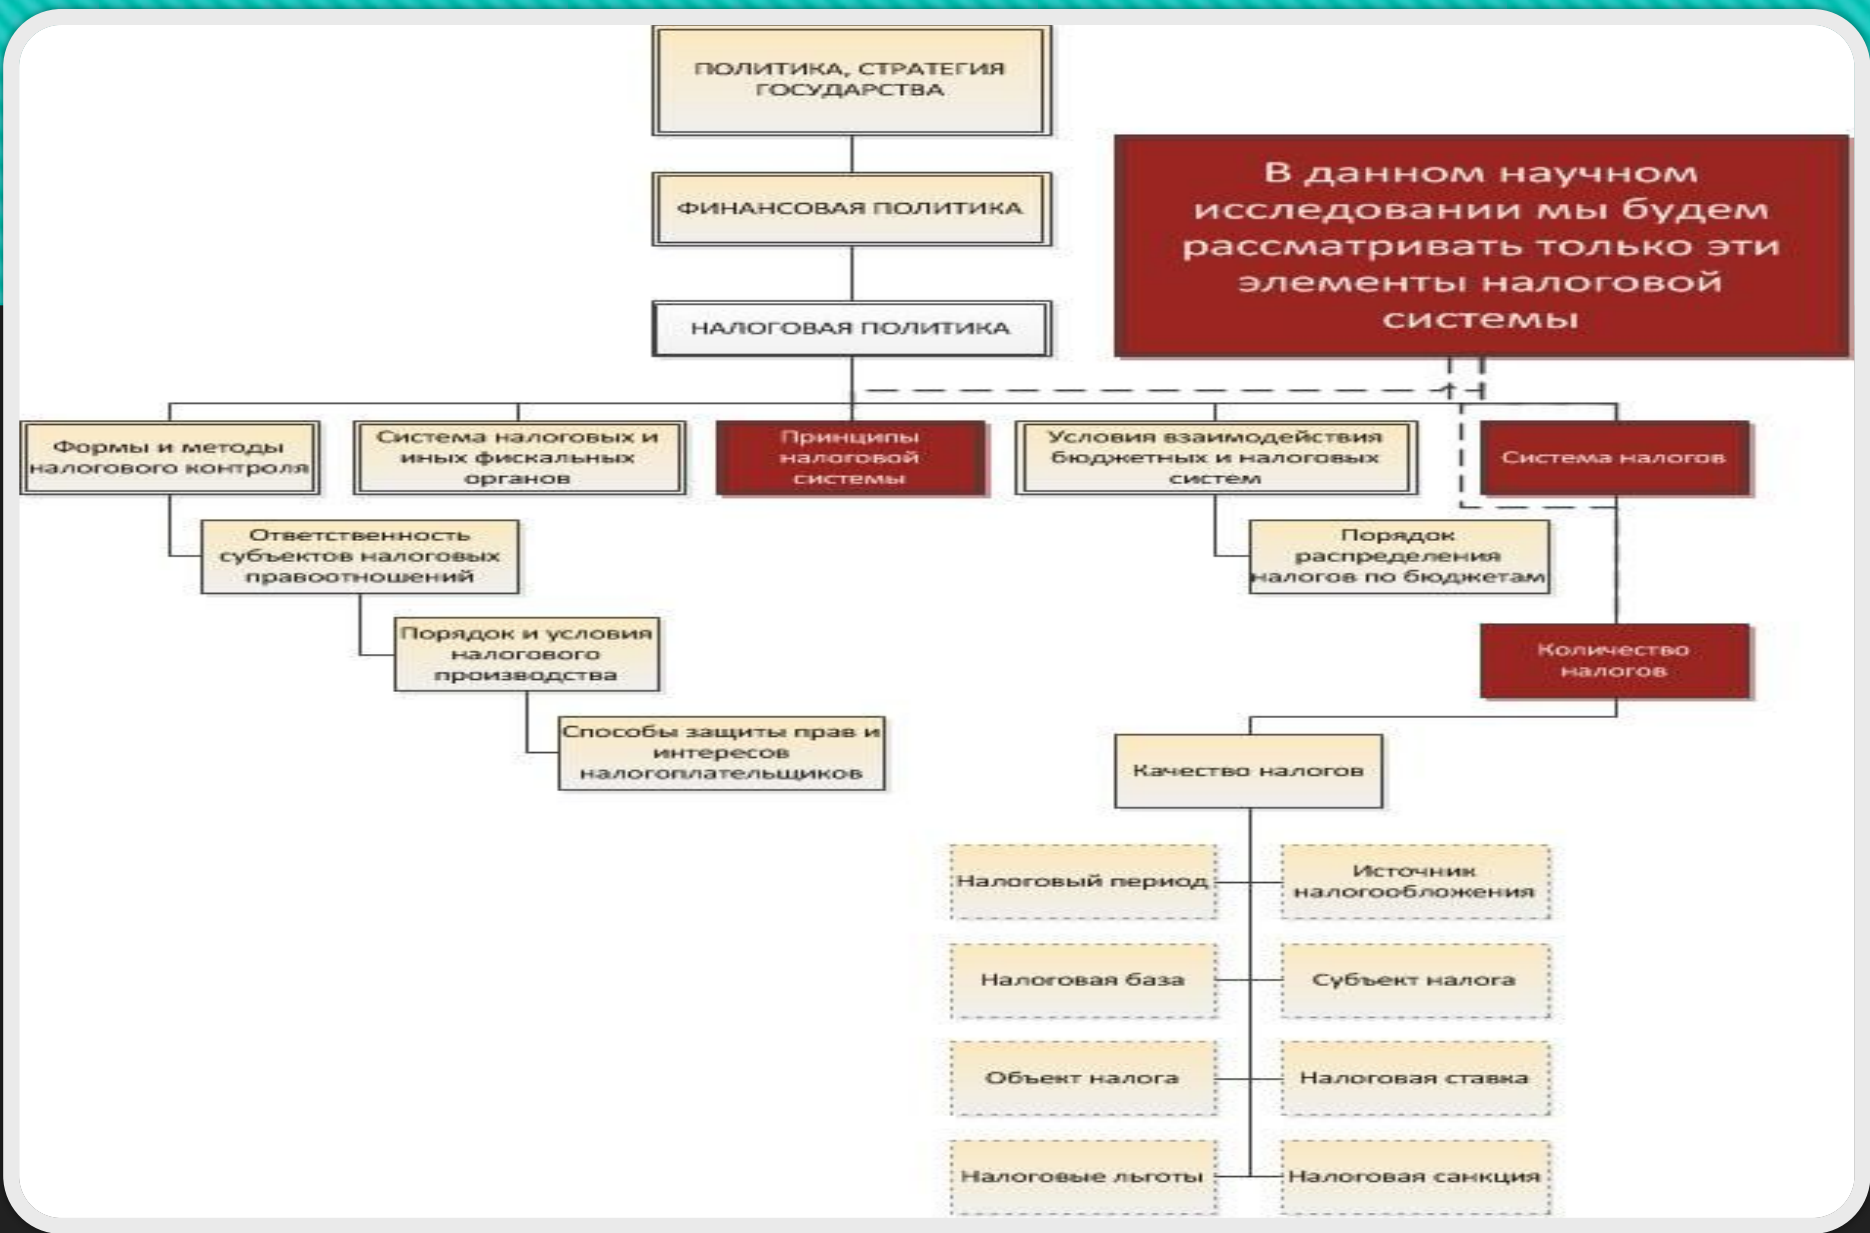 ПОЛИТИКА, СТРАТЕГИЯ
ГОСУДАРСТВА
ФИНАНСОВАЯ ПОЛИТИКА
НАЛОГОВАЯ ПОЛИТИКА
В данном научном
исследовании мы будем
рассматривать только эти
элементы налоговой
системы
Формы и методы
налогового контроля
Система налоговых и
иных фискальных
органов
Принципы
налоговой
системы
Условия взаимодействия
бюджетных и налоговых
систем
Система налогов
Ответственность
субъектов налоговых
правоотношений
Порядок
распределения
налогов по бюджетам
Порядок и условия
налогового
производства
Количество
налогов
Способы защиты прав и
интересов
налогоплательщиков
Качество налогов
Налоговый период
Источник
налогообложения
Налоговая база
Субъект налога
Объект налога
Налоговая ставка
Налоговые льготы
Налоговая санкция